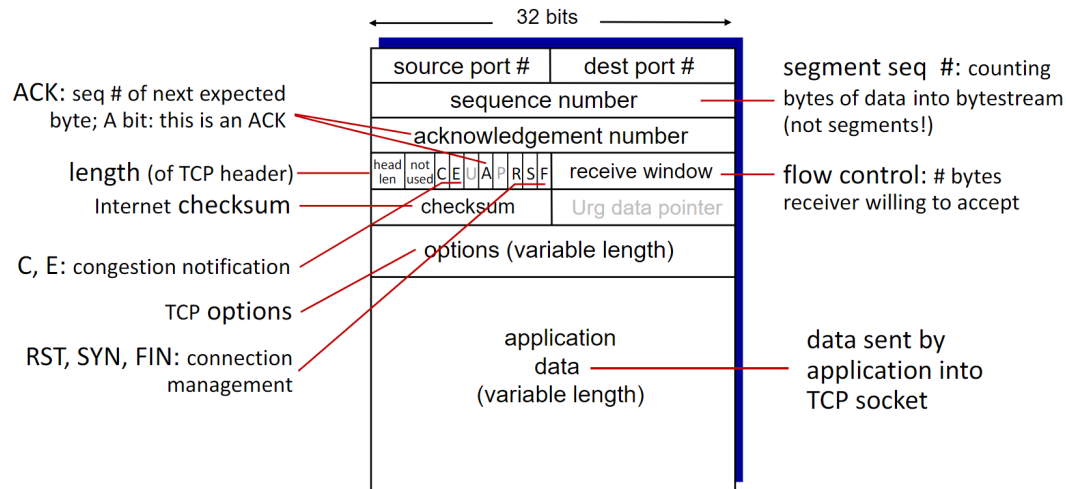 32 bits
source port #
dest port #
sequence number
acknowledgement number
head
len
not
used
C
E
U
A
P
R
S
F
receive window
checksum
Urg data pointer
options (variable length)
application
data
(variable length)
ACK: seq # of next expected
byte; A bit: this is an ACK
length (of TCP header)
Internet checksum
C, E: congestion notification
TCP options
RST, SYN, FIN: connection
management
segment seq #: counting
bytes of data into bytestream
(not segments!)
flow control: # bytes
receiver willing to accept
data sent by
application into
TCP socket